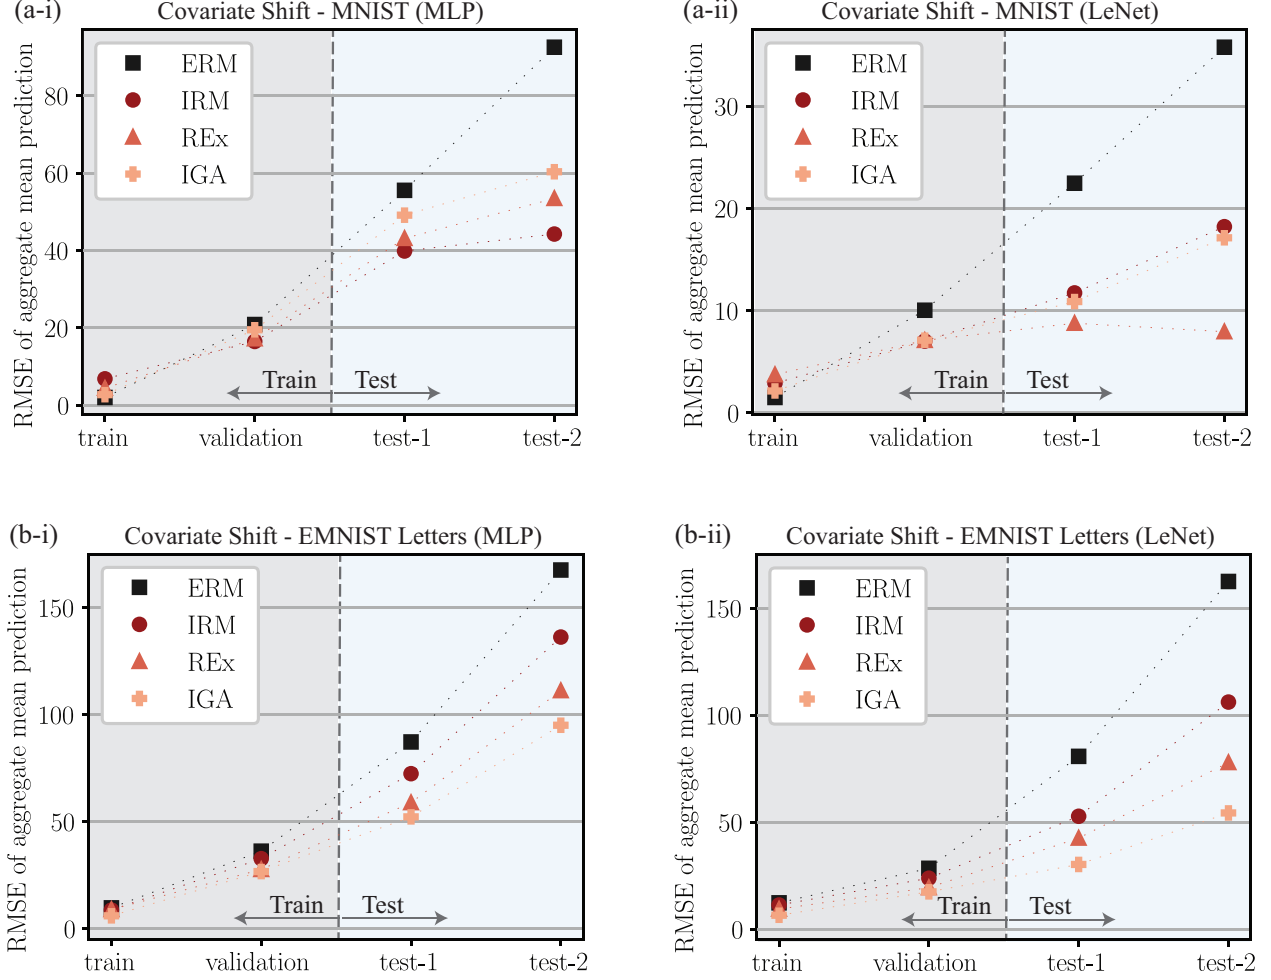 (a-i) Covariate Shift - MNIST (MLP)
RMSE of aggregate mean prediction
80
60
40
20
0
ERM
IRM
REx
IGA
Train Test
train validation test-1 test-2
(a-ii) Covariate Shift - MNIST (LeNet)
RMSE of aggregate mean prediction
30
20
10
0
ERM
IRM
REx
IGA
Train Test
train validation test-1 test-2
(b-i) Covariate Shift - EMNIST Letters (MLP)
RMSE of aggregate mean prediction
150
100
50
0
ERM
IRM
REx
IGA
Train Test
train validation test-1 test-2
(b-ii) Covariate Shift - EMNIST Letters (LeNet)
RMSE of aggregate mean prediction
150
100
50
0
ERM
IRM
REx
IGA
Train Test
train validation test-1 test-2